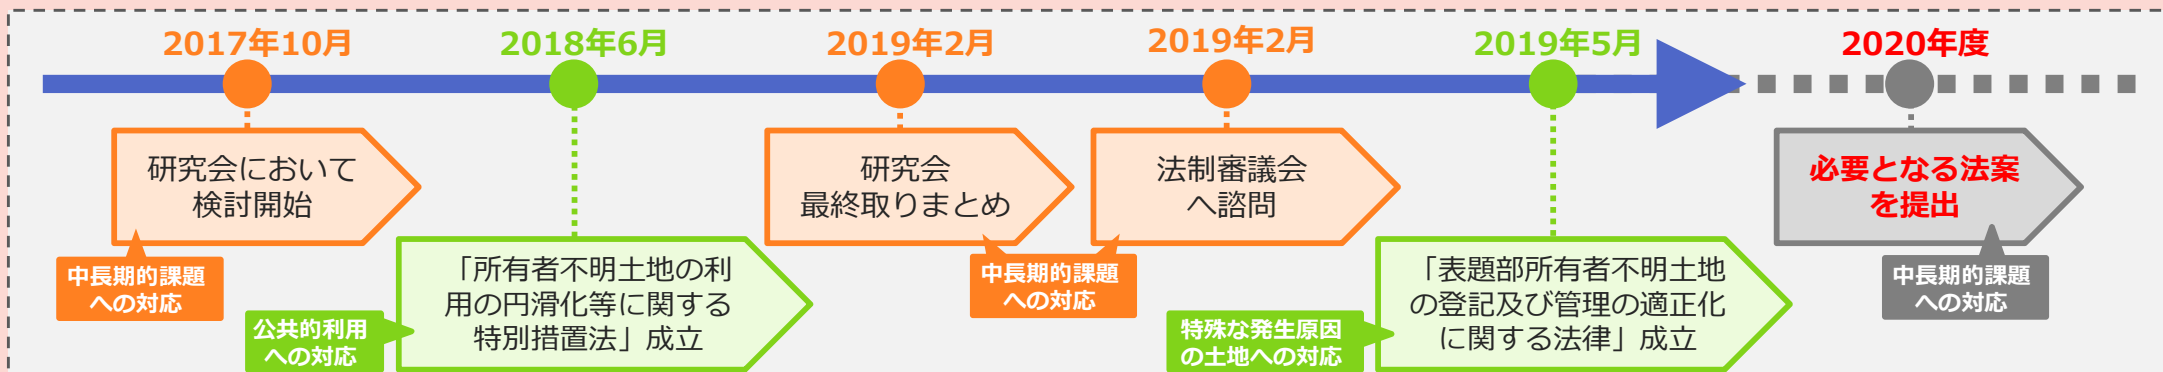 2017年10月
2018年6月
2019年2月
2019年2月
2019年5月
2020年度
研究会において
検討開始
中長期的課題
への対応
「所有者不明土地の利
用の円滑化等に関する
特別措置法」成立
公共的利用
への対応
研究会
最終取りまとめ
法制審議会
へ諮問
中長期的課題
への対応
「表題部所有者不明土地
の登記及び管理の適正化
に関する法律」成立
特殊な発生原因
の土地への対応
必要となる法案
を提出
中長期的課題
への対応